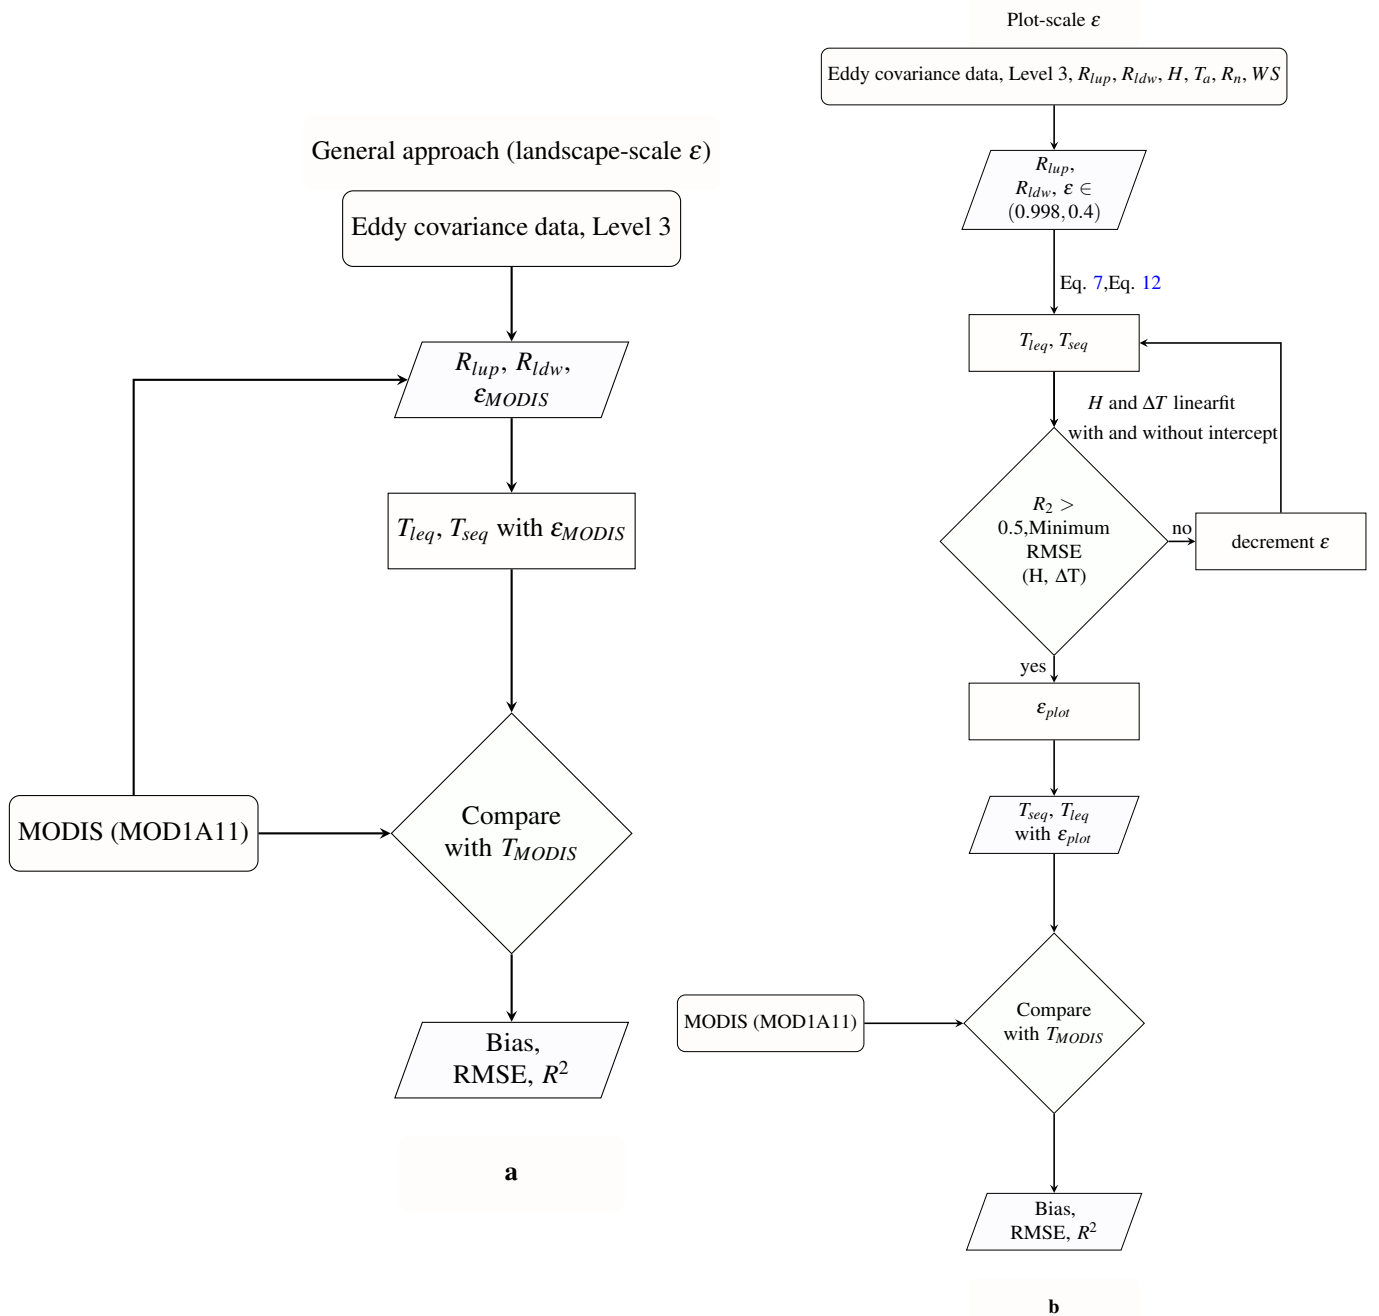 General approach (landscape-scale ε)
Eddy covariance data, Level 3
R_lup, R_ldw,
ε_MODIS
T_leq, T_seq with ε_MODIS
MODIS (MOD1A11)
Compare
with T_MODIS
Bias,
RMSE, R²
a
Plot-scale ε
Eddy covariance data, Level 3, R_lup, R_ldw, H, T_a, R_n, WS
R_lup,
R_ldw, ε ∈
(0.998, 0.4)
Eq. 7,Eq. 12
T_leq, T_seq
H and ΔT linearfit
with and without intercept
R_2 >
0.5,Minimum
RMSE
(H, ΔT)
no
decrement ε
yes
ε_plot
T_seq, T_leq
with ε_plot
MODIS (MOD1A11)
Compare
with T_MODIS
Bias,
RMSE, R²
b